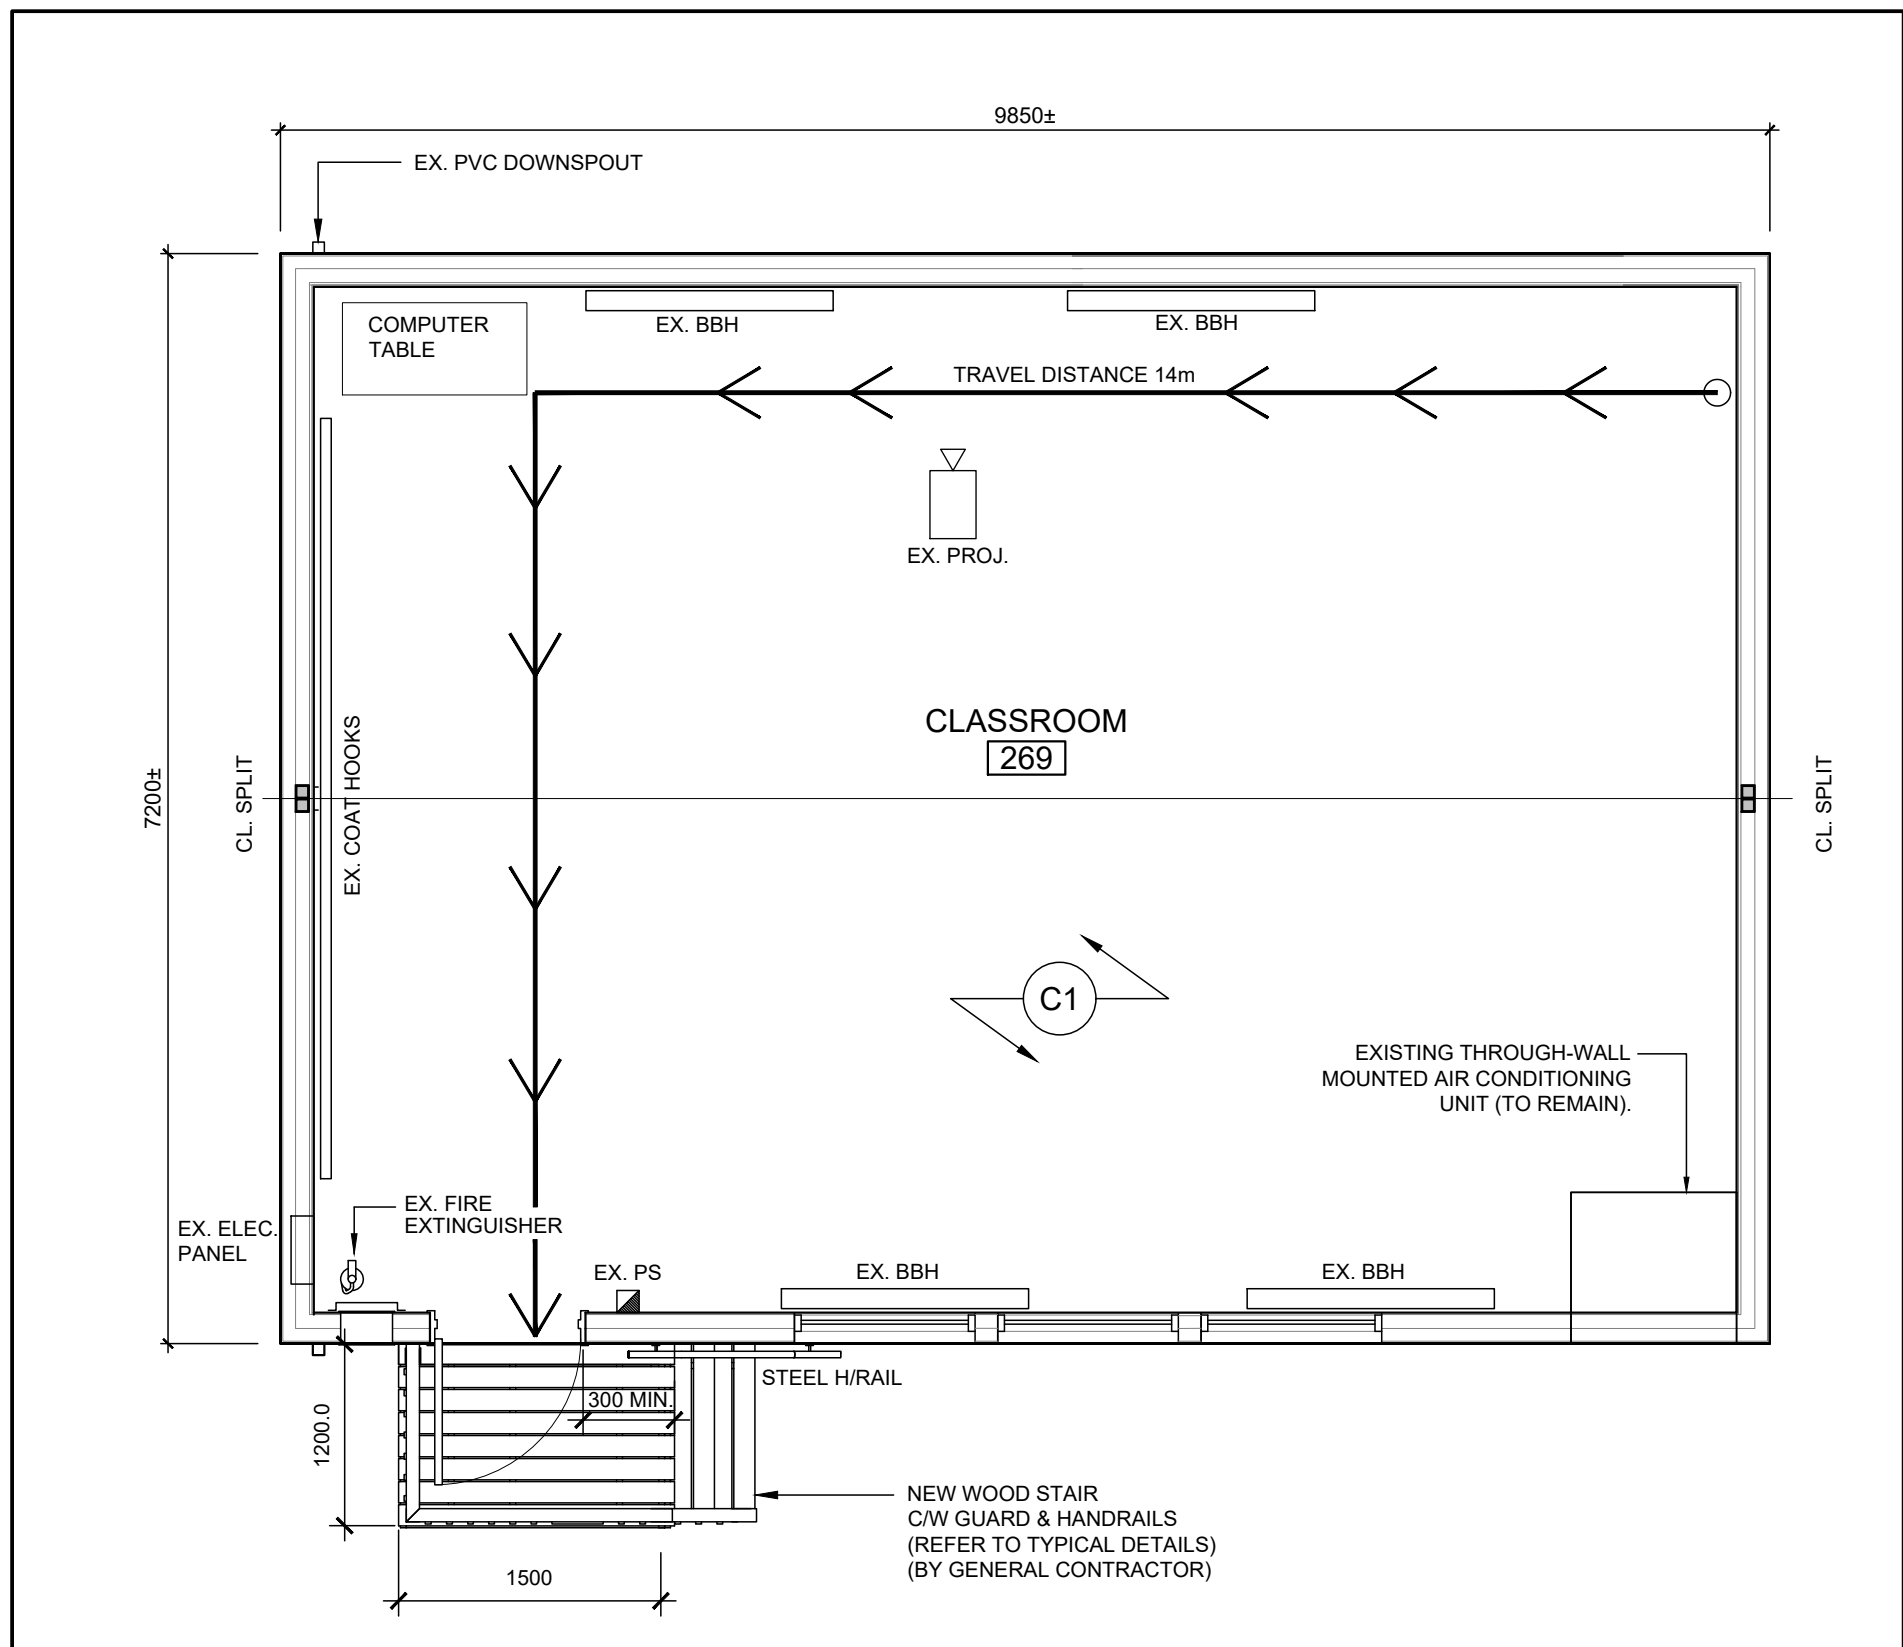 9850±
EX. PVC DOWNSPOUT
COMPUTER
TABLE
EX. BBH
EX. BBH
TRAVEL DISTANCE 14m
EX. PROJ.
CLASSROOM
269
7200±
CL. SPLIT
EX. COAT HOOKS
CL. SPLIT
C1
EXISTING THROUGH-WALL
MOUNTED AIR CONDITIONING
UNIT (TO REMAIN).
EX. FIRE
EXTINGUISHER
EX. ELEC.
PANEL
EX. PS
EX. BBH
EX. BBH
STEEL H/RAIL
300 MIN.
1200.0
NEW WOOD STAIR
C/W GUARD & HANDRAILS
(REFER TO TYPICAL DETAILS)
(BY GENERAL CONTRACTOR)
1500